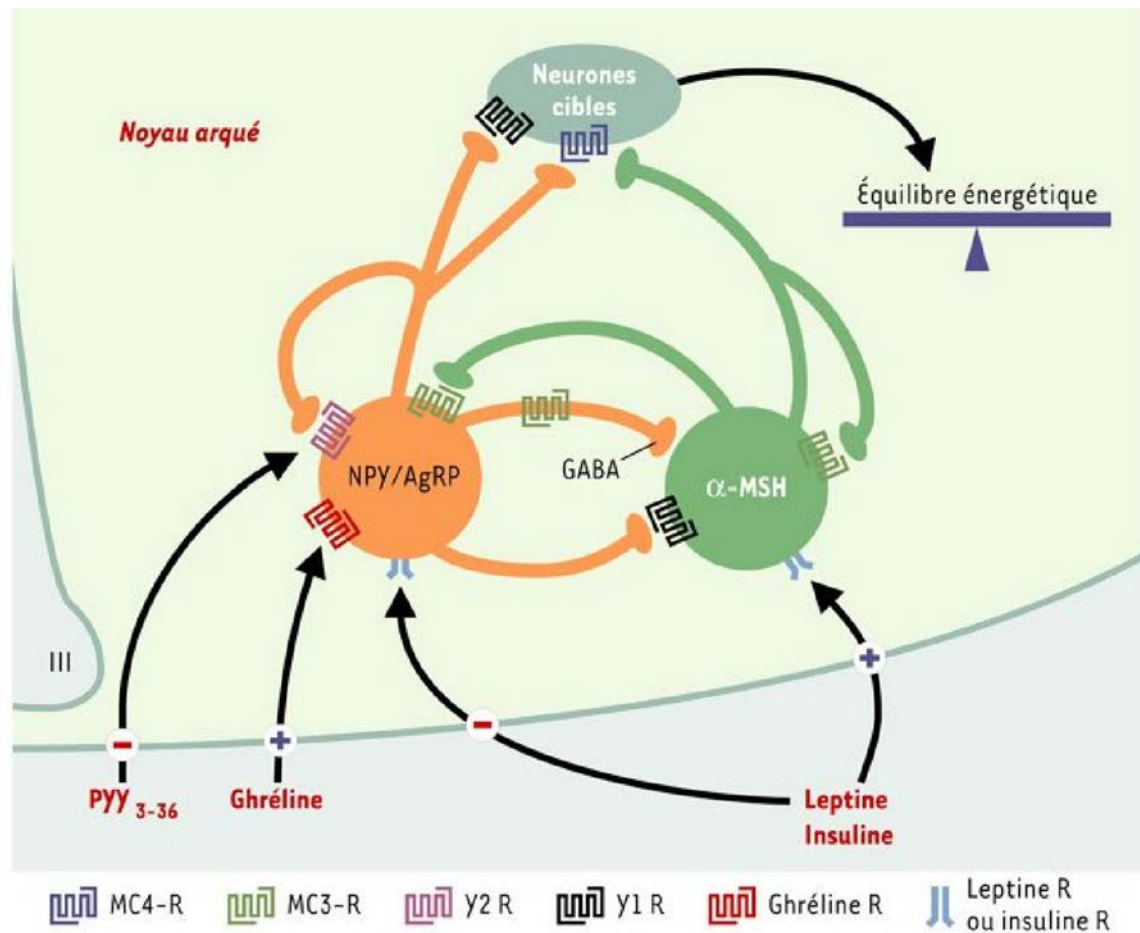 Neurones
cibles
Noyau arqué
Équilibre énergétique
NPY/AgRP
GABA
α-MSH
III
+
−
−
+
PYY 3-36
Ghréline
Leptine
Insuline
MC4-R
MC3-R
Y2 R
Y1 R
Ghréline R
Leptine R
ou insuline R